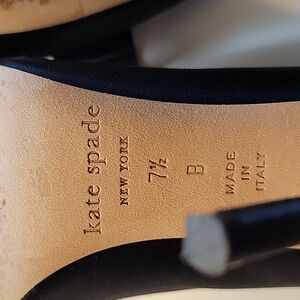 kate spade
NEW YORK
7½
B
MADE
IN
ITALY